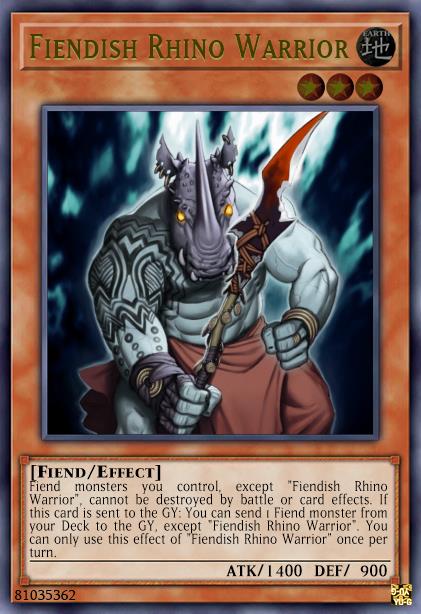 FIENDISH RHINO WARRIOR
EARTH
地
[FIEND/EFFECT]
Fiend monsters you control, except "Fiendish Rhino
Warrior", cannot be destroyed by battle or card effects. If
this card is sent to the GY: You can send 1 Fiend monster from
your Deck to the GY, except "Fiendish Rhino Warrior". You
can only use this effect of "Fiendish Rhino Warrior" once per
turn.
ATK/1400 DEF/ 900
81035362